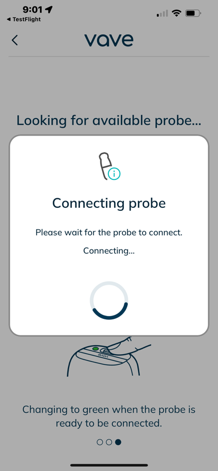 9:01
◀ TestFlight
vave
Looking for available probe...
Connecting probe
Please wait for the probe to connect.
Connecting...
Changing to green when the probe is
ready to be connected.